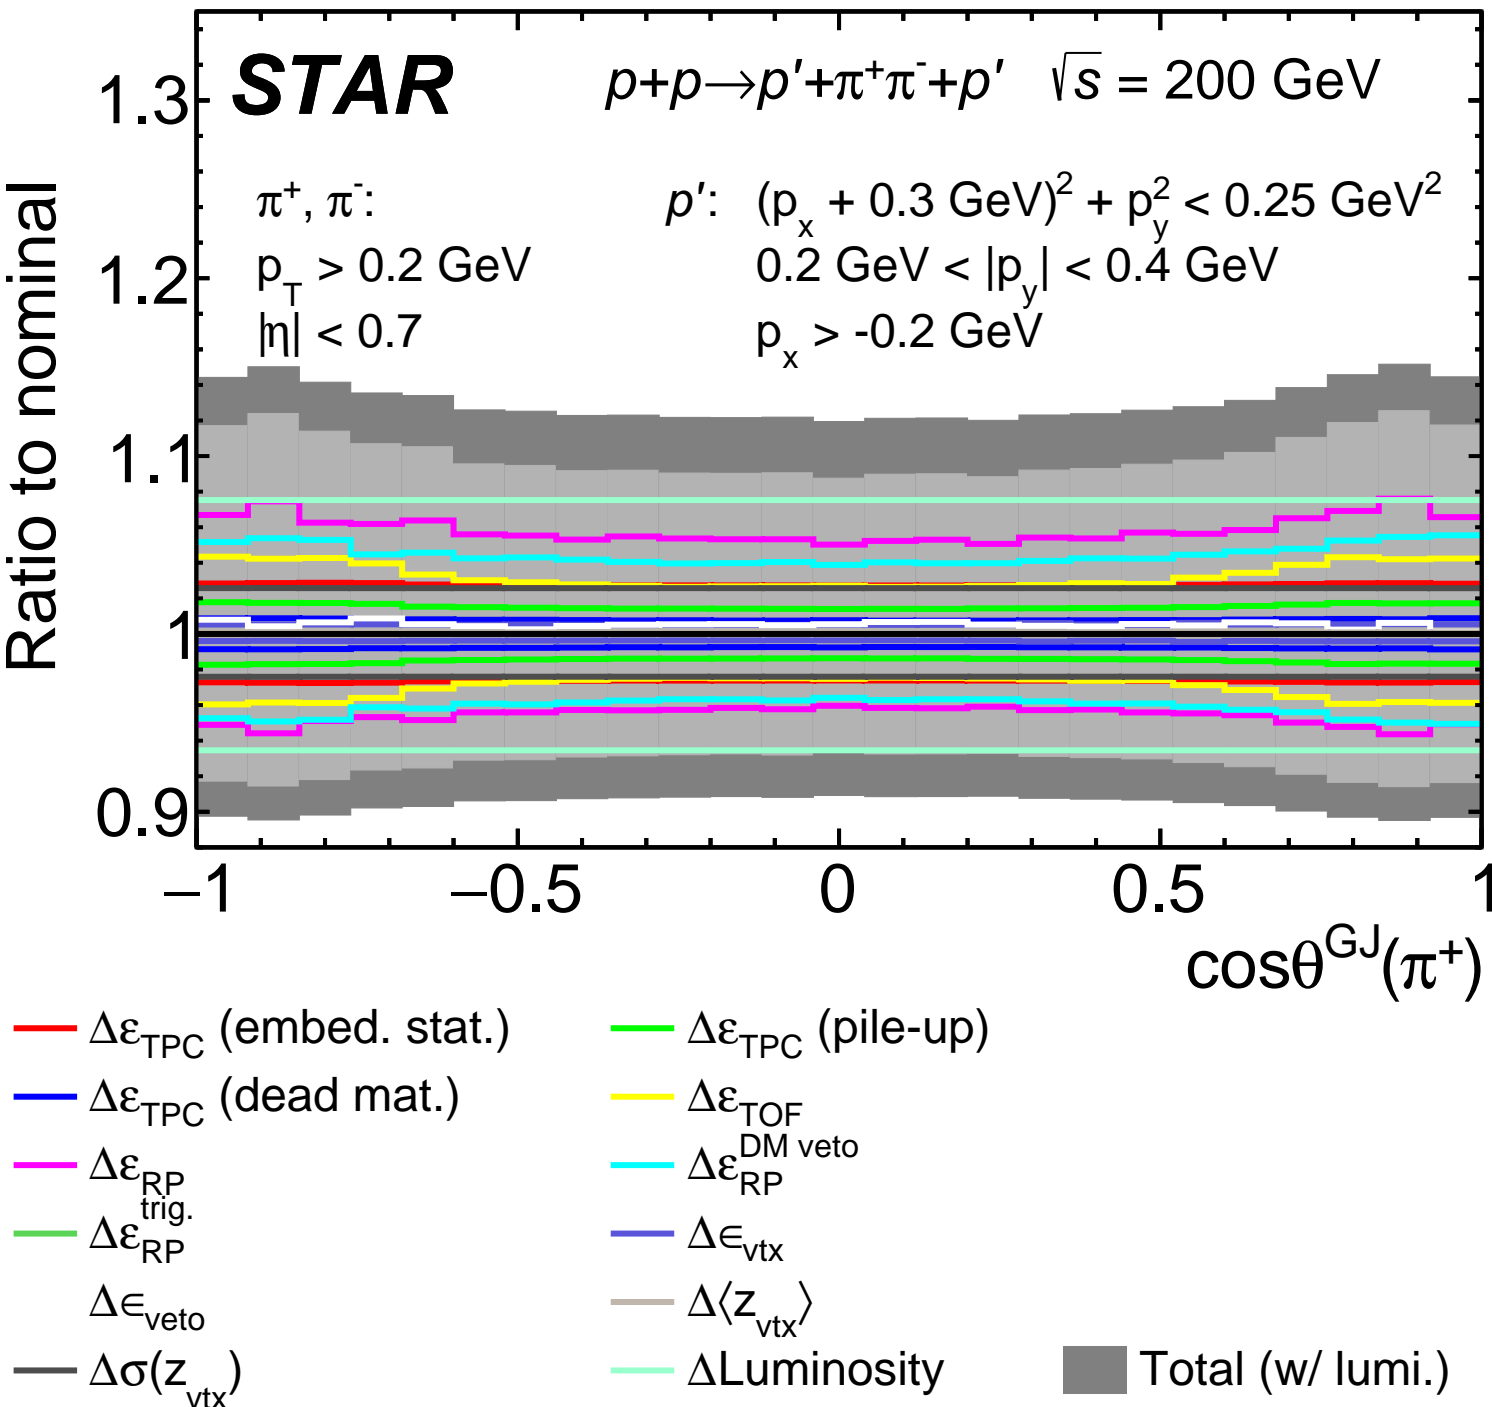 STAR p+p→p′+π⁺π⁻+p′ √s = 200 GeV
π⁺, π⁻: p′: (pₓ + 0.3 GeV)² + p_y² < 0.25 GeV²
p_T > 0.2 GeV 0.2 GeV < |p_y| < 0.4 GeV
|η| < 0.7 pₓ > -0.2 GeV
Ratio to nominal
1.3
1.2
1.1
1
0.9
−1 −0.5 0 0.5 1
cosθ^GJ(π⁺)
Δε_TPC (embed. stat.) Δε_TPC (pile-up)
Δε_TPC (dead mat.) Δε_TOF
Δε_RP Δε_RP^DM veto
Δε_RP^trig. Δ∈_vtx
Δ∈_veto Δ⟨z_vtx⟩
Δσ(z_vtx) ΔLuminosity Total (w/ lumi.)